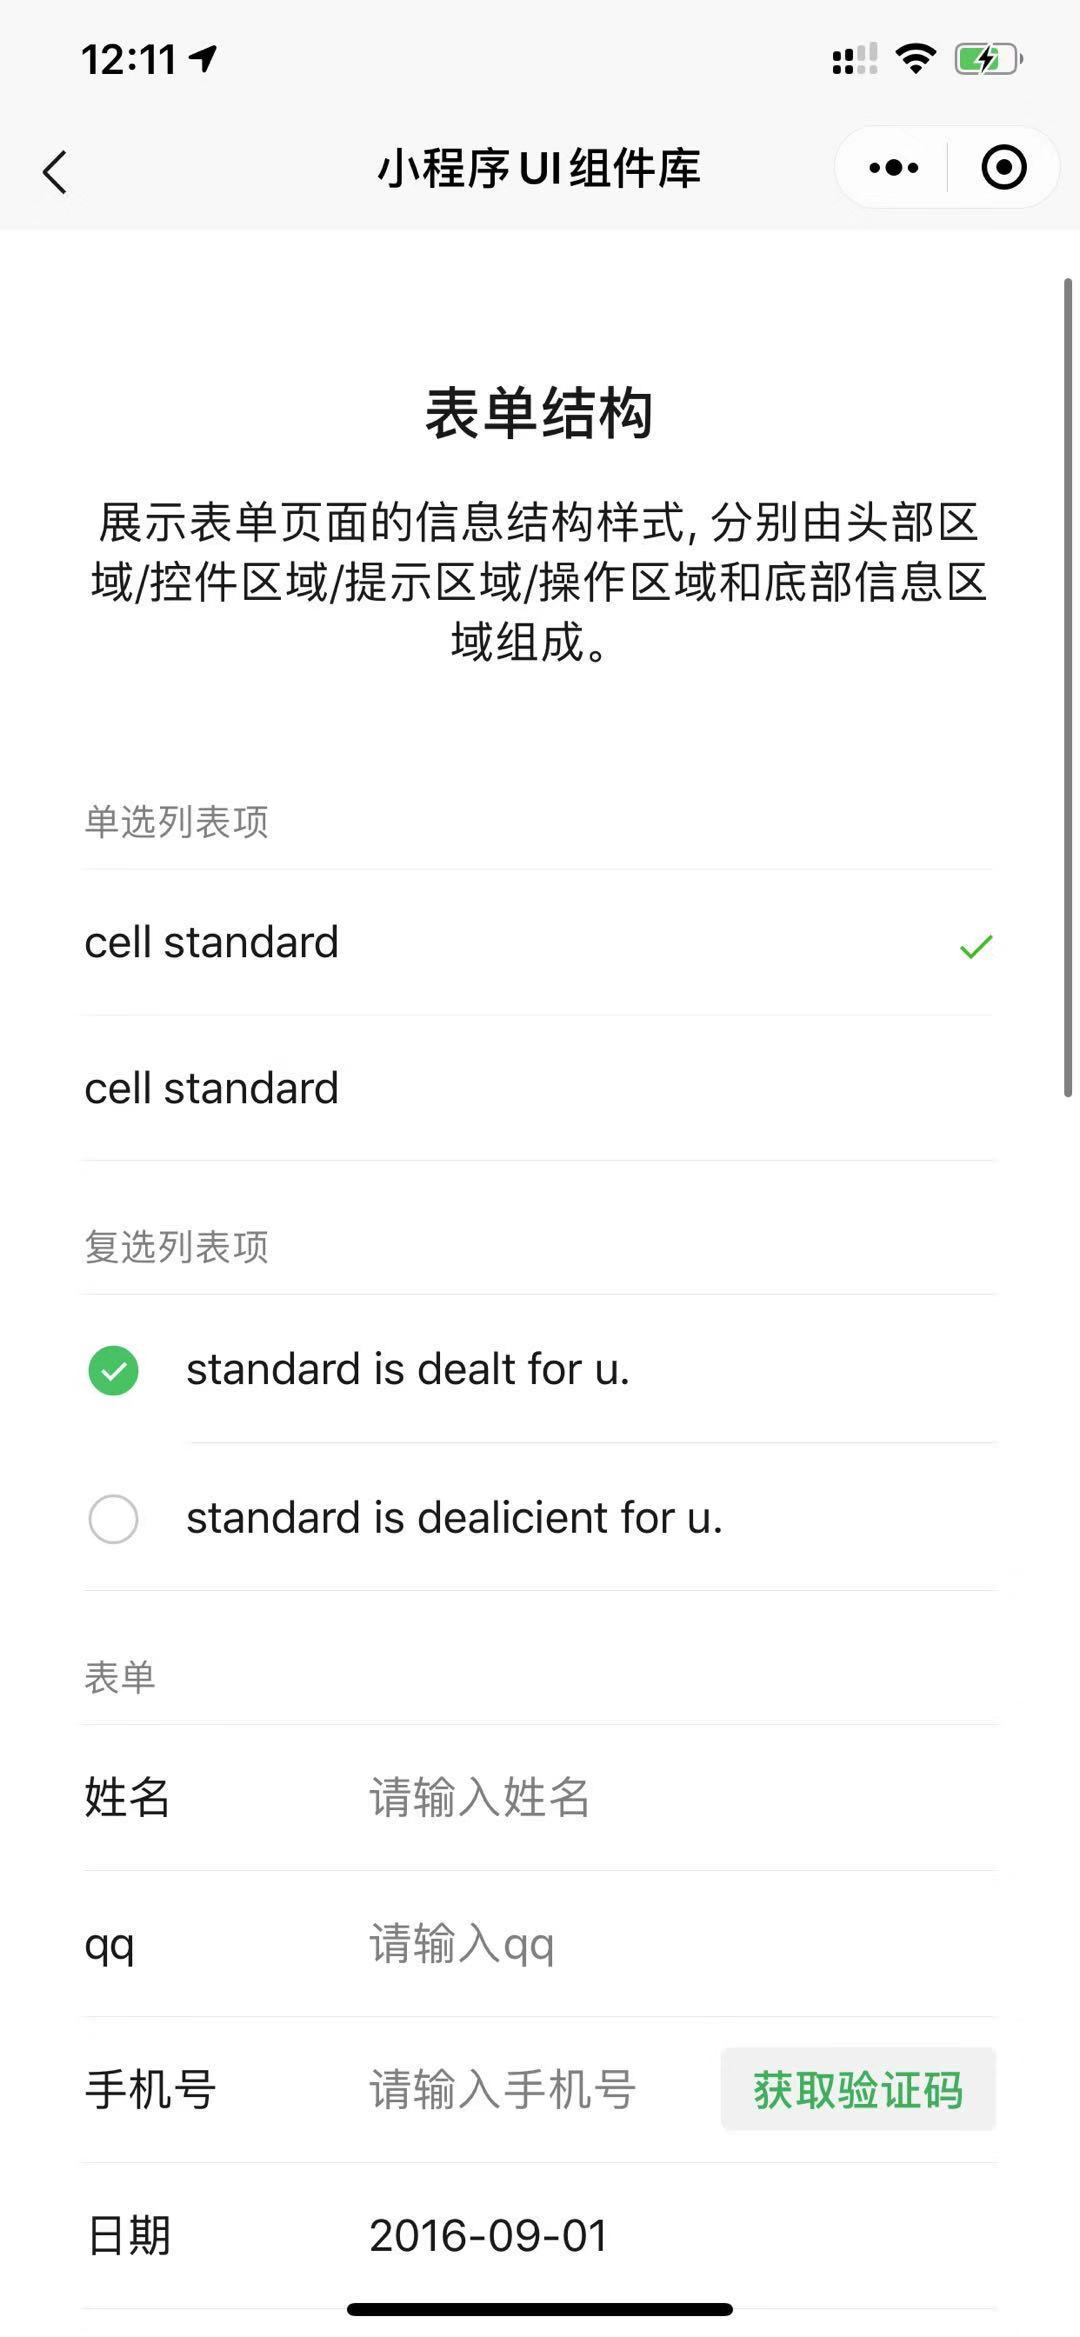 12:11
小程序UI组件库
表单结构
展示表单页面的信息结构样式, 分别由头部区
域/控件区域/提示区域/操作区域和底部信息区
域组成。
单选列表项
cell standard
cell standard
复选列表项
standard is dealt for u.
standard is dealicient for u.
表单
姓名 请输入姓名
qq 请输入qq
手机号 请输入手机号 获取验证码
日期 2016-09-01